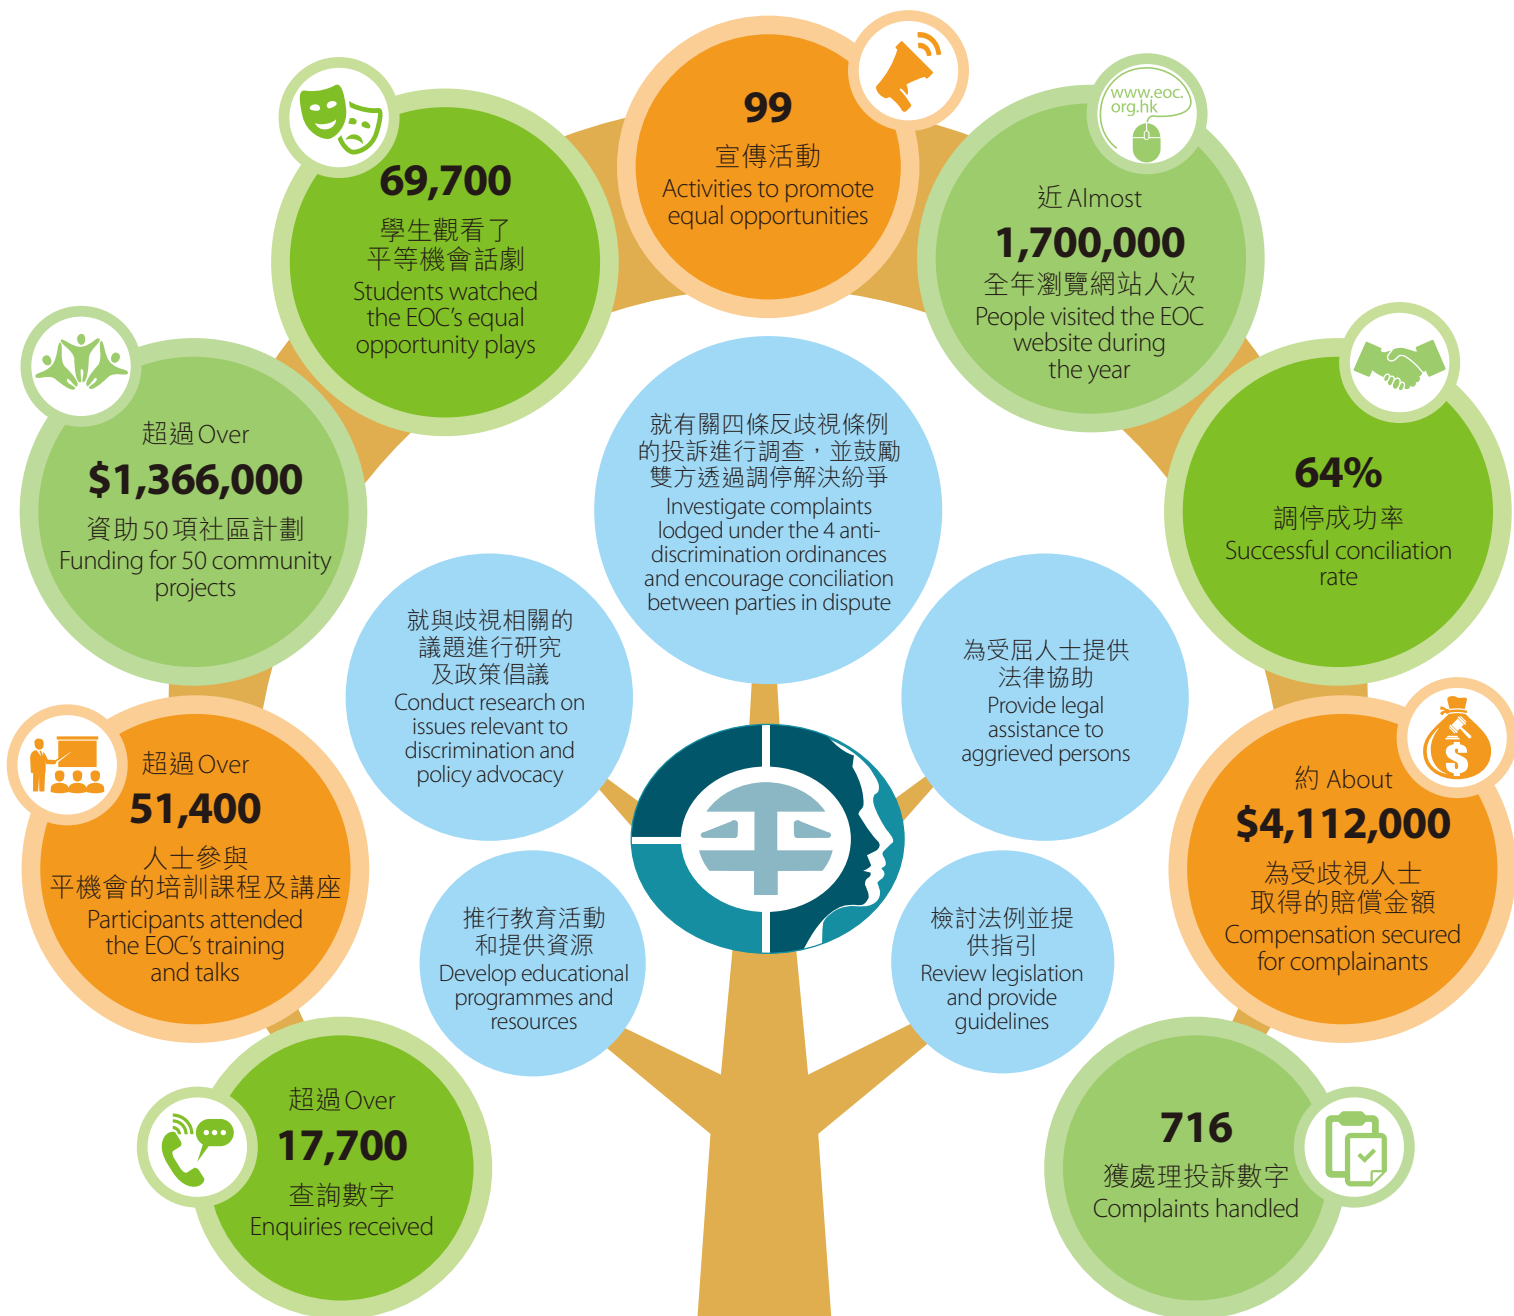 99
宣傳活動
Activities to promote
equal opportunities
www.eoc.
org.hk
69,700
學生觀看了
平等機會話劇
Students watched
the EOC’s equal
opportunity plays
近 Almost
1,700,000
全年瀏覽網站人次
People visited the EOC
website during
the year
超過 Over
$1,366,000
資助 50 項社區計劃
Funding for 50 community
projects
就有關四條反歧視條例
的投訴進行調查，並鼓勵
雙方透過調停解決紛爭
Investigate complaints
lodged under the 4 anti-
discrimination ordinances
and encourage conciliation
between parties in dispute
64%
調停成功率
Successful conciliation
rate
就與歧視相關的
議題進行研究
及政策倡議
Conduct research on
issues relevant to
discrimination and
policy advocacy
為受屈人士提供
法律協助
Provide legal
assistance to
aggrieved persons
超過 Over
51,400
人士參與
平機會的培訓課程及講座
Participants attended
the EOC’s training
and talks
平
$
約 About
$4,112,000
為受歧視人士
取得的賠償金額
Compensation secured
for complainants
推行教育活動
和提供資源
Develop educational
programmes and
resources
檢討法例並提
供指引
Review legislation
and provide
guidelines
超過 Over
17,700
查詢數字
Enquiries received
716
獲處理投訴數字
Complaints handled